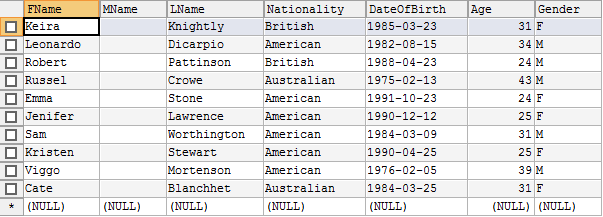 FName MName LName Nationality DateOfBirth Age Gender
Keira Knightly British 1985-03-23 31 F
Leonardo Dicarpio American 1982-08-15 34 M
Robert Pattinson British 1988-04-23 24 M
Russel Crowe Australian 1975-02-13 43 M
Emma Stone American 1991-10-23 24 F
Jenifer Lawrence American 1990-12-12 25 F
Sam Worthington American 1984-03-09 31 M
Kristen Stewart American 1990-04-25 25 F
Viggo Mortenson American 1976-02-05 39 M
Cate Blanchhet Australian 1984-03-25 31 F
* (NULL) (NULL) (NULL) (NULL) (NULL) (NULL) (NULL)